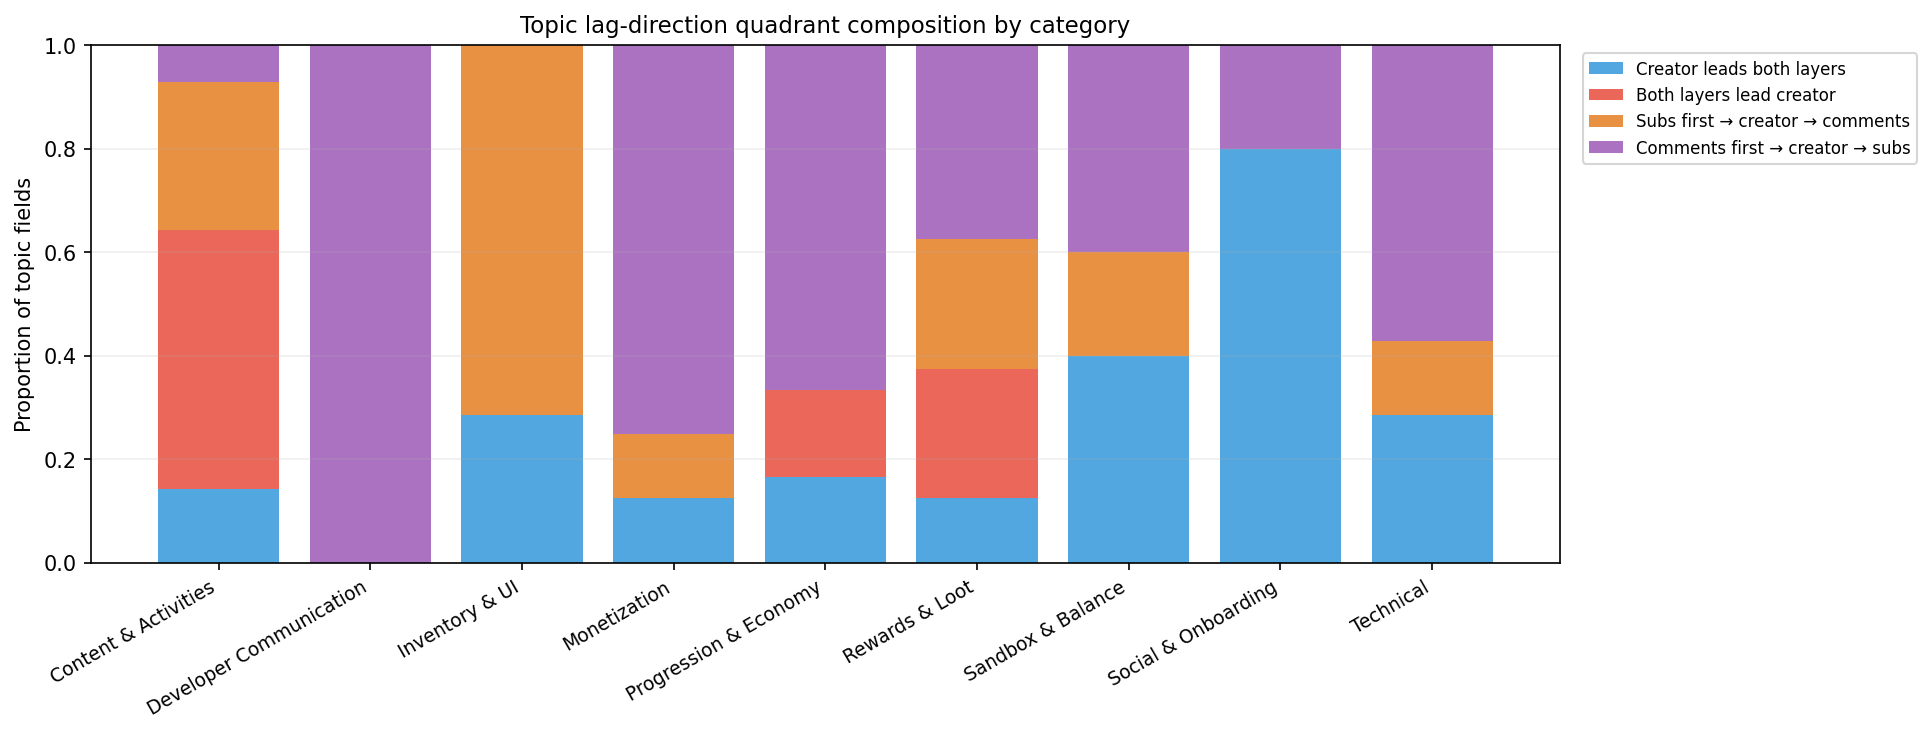 Topic lag-direction quadrant composition by category
Proportion of topic fields
1.0
0.8
0.6
0.4
0.2
0.0
Content & Activities
Developer Communication
Inventory & UI
Monetization
Progression & Economy
Rewards & Loot
Sandbox & Balance
Social & Onboarding
Technical
Creator leads both layers
Both layers lead creator
Subs first → creator → comments
Comments first → creator → subs